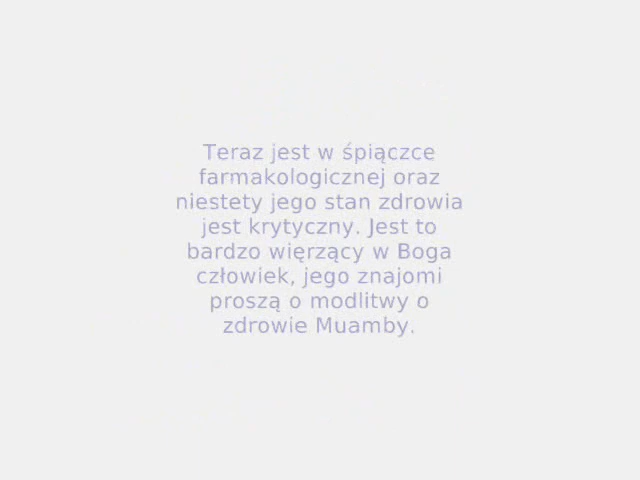 Teraz jest w śpiączce
farmakologicznej oraz
niestety jego stan zdrowia
jest krytyczny. Jest to
bardzo więrzący w Boga
człowiek, jego znajomi
proszą o modlitwy o
zdrowie Muamby.